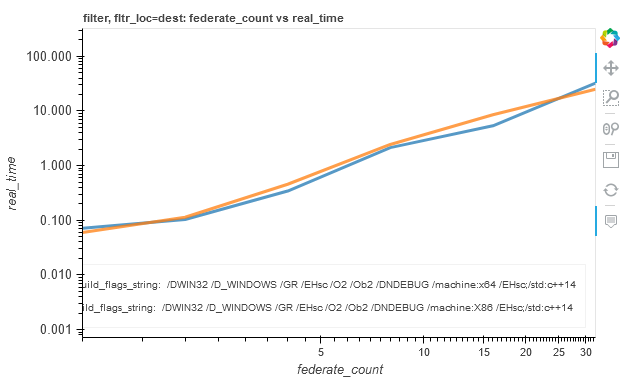 filter, fltr_loc=dest: federate_count vs real_time
100.000
10.000
1.000
0.100
0.010
0.001
real_time
uild_flags_string: /DWIN32 /D_WINDOWS /GR /EHsc /O2 /Ob2 /DNDEBUG /machine:x64 /EHsc;/std:c++14
ild_flags_string: /DWIN32 /D_WINDOWS /GR /EHsc /O2 /Ob2 /DNDEBUG /machine:X86 /EHsc;/std:c++14
5 10 15 20 25 30
federate_count